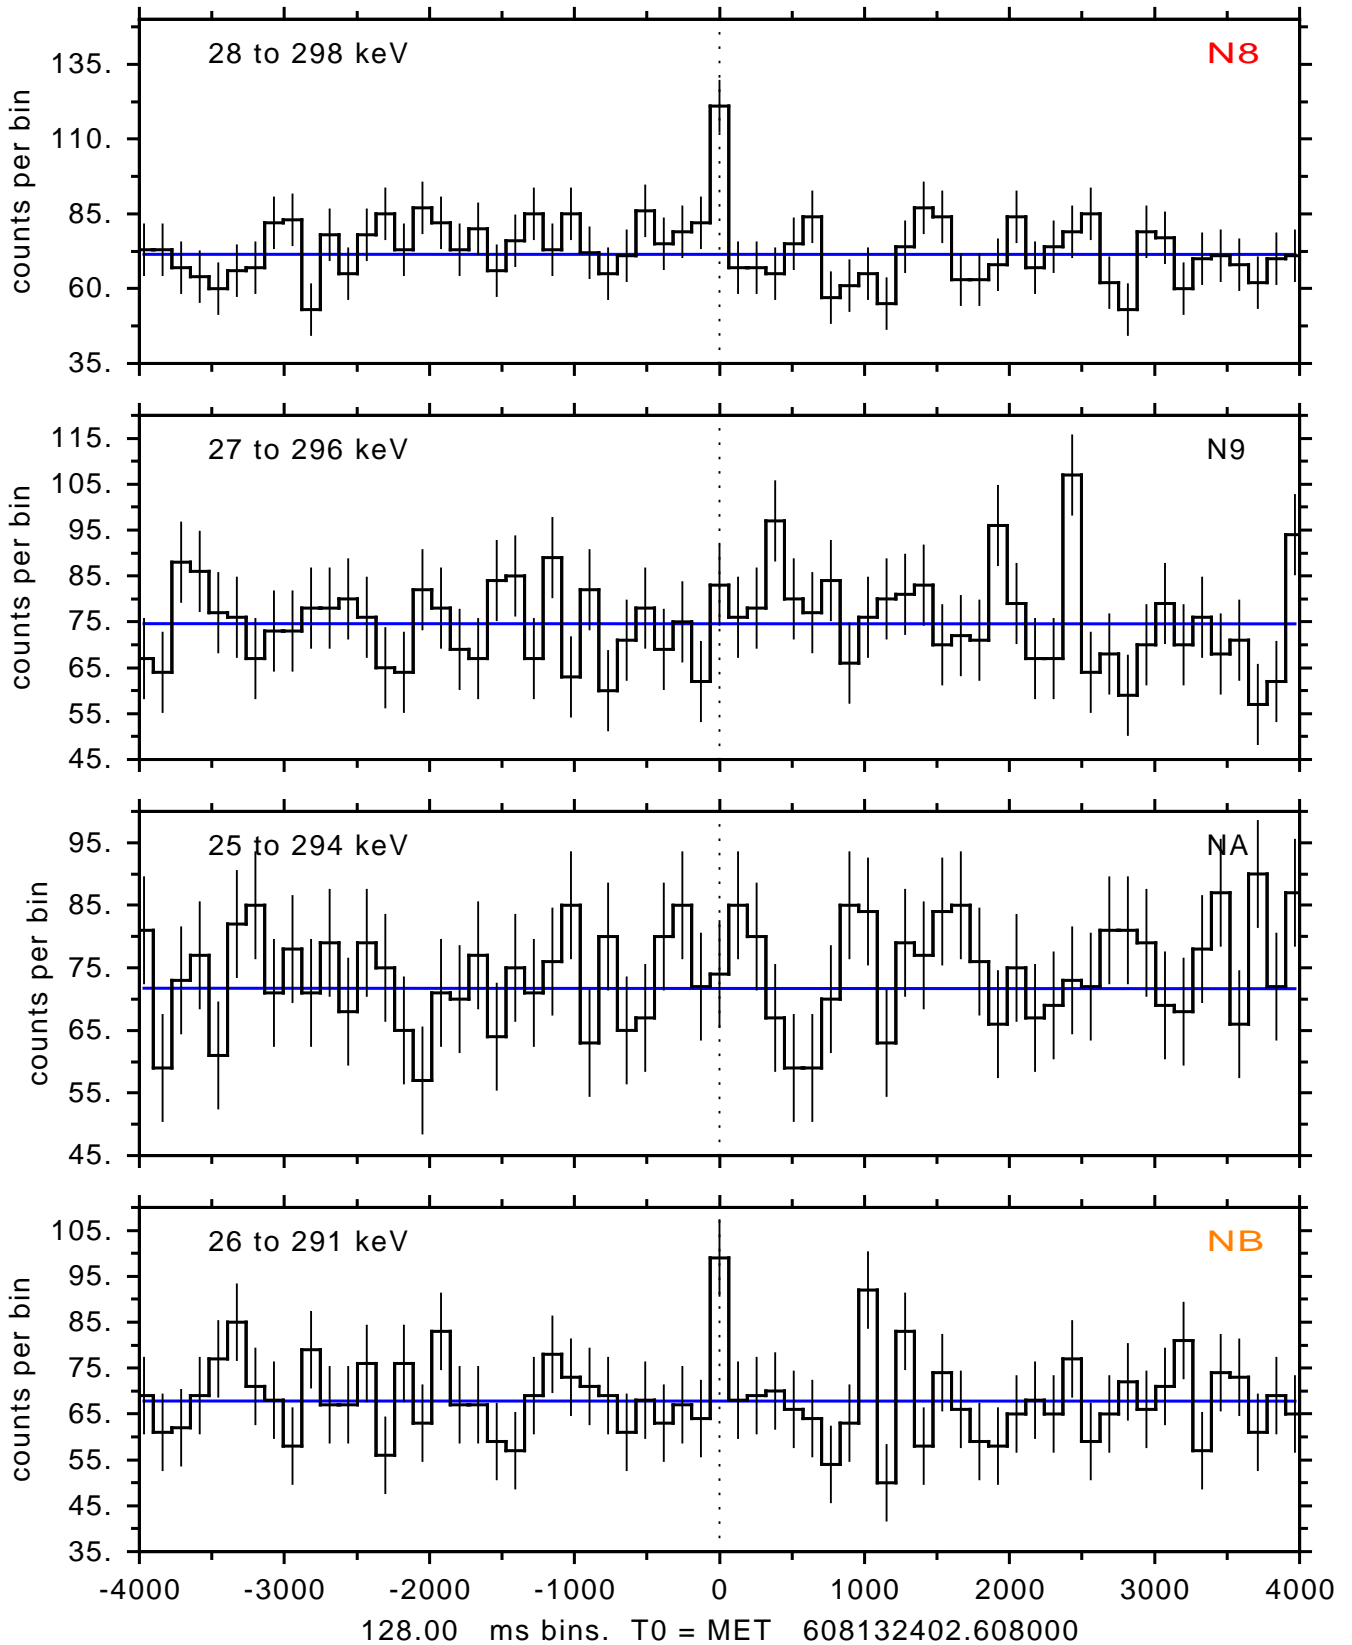 28 to 298 keV N8
135.
110.
85.
60.
35.
counts per bin
27 to 296 keV N9
115.
105.
95.
85.
75.
65.
55.
45.
counts per bin
25 to 294 keV NA
95.
85.
75.
65.
55.
45.
counts per bin
26 to 291 keV NB
105.
95.
85.
75.
65.
55.
45.
35.
counts per bin
-4000 -3000 -2000 -1000 0 1000 2000 3000 4000
128.00 ms bins. T0 = MET 608132402.608000